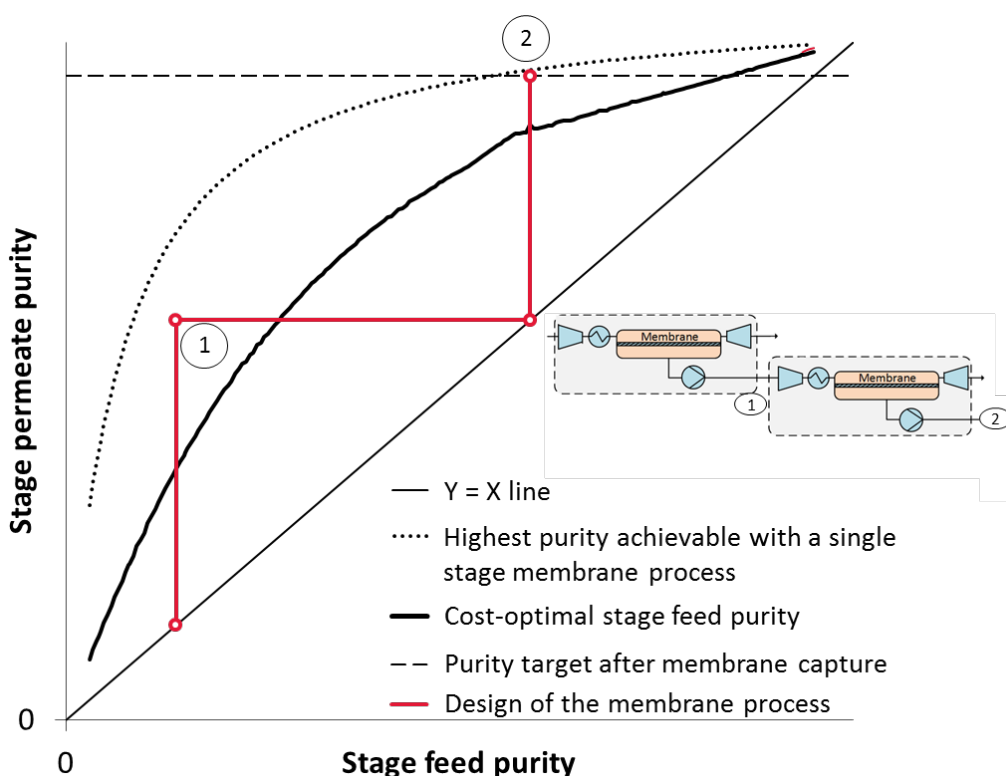 2
Stage permeate purity
1
Membrane
Membrane
1
2
Y = X line
Highest purity achievable with a single
stage membrane process
Cost-optimal stage feed purity
Purity target after membrane capture
Design of the membrane process
0
0
Stage feed purity